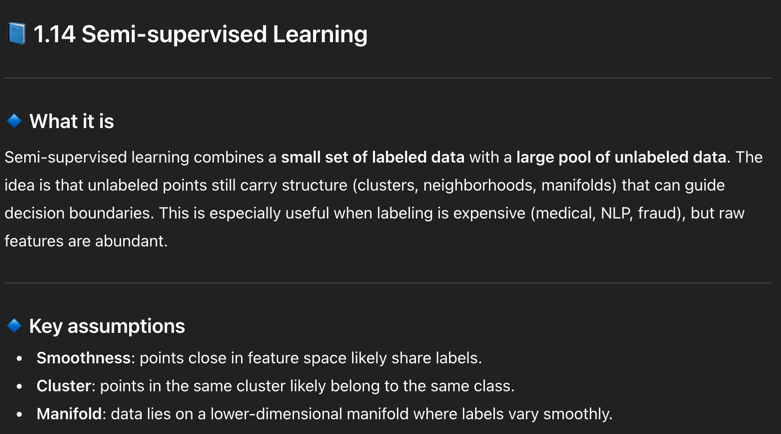 1.14 Semi-supervised Learning
What it is
Semi-supervised learning combines a small set of labeled data with a large pool of unlabeled data. The
idea is that unlabeled points still carry structure (clusters, neighborhoods, manifolds) that can guide
decision boundaries. This is especially useful when labeling is expensive (medical, NLP, fraud), but raw
features are abundant.
Key assumptions
• Smoothness: points close in feature space likely share labels.
• Cluster: points in the same cluster likely belong to the same class.
• Manifold: data lies on a lower-dimensional manifold where labels vary smoothly.